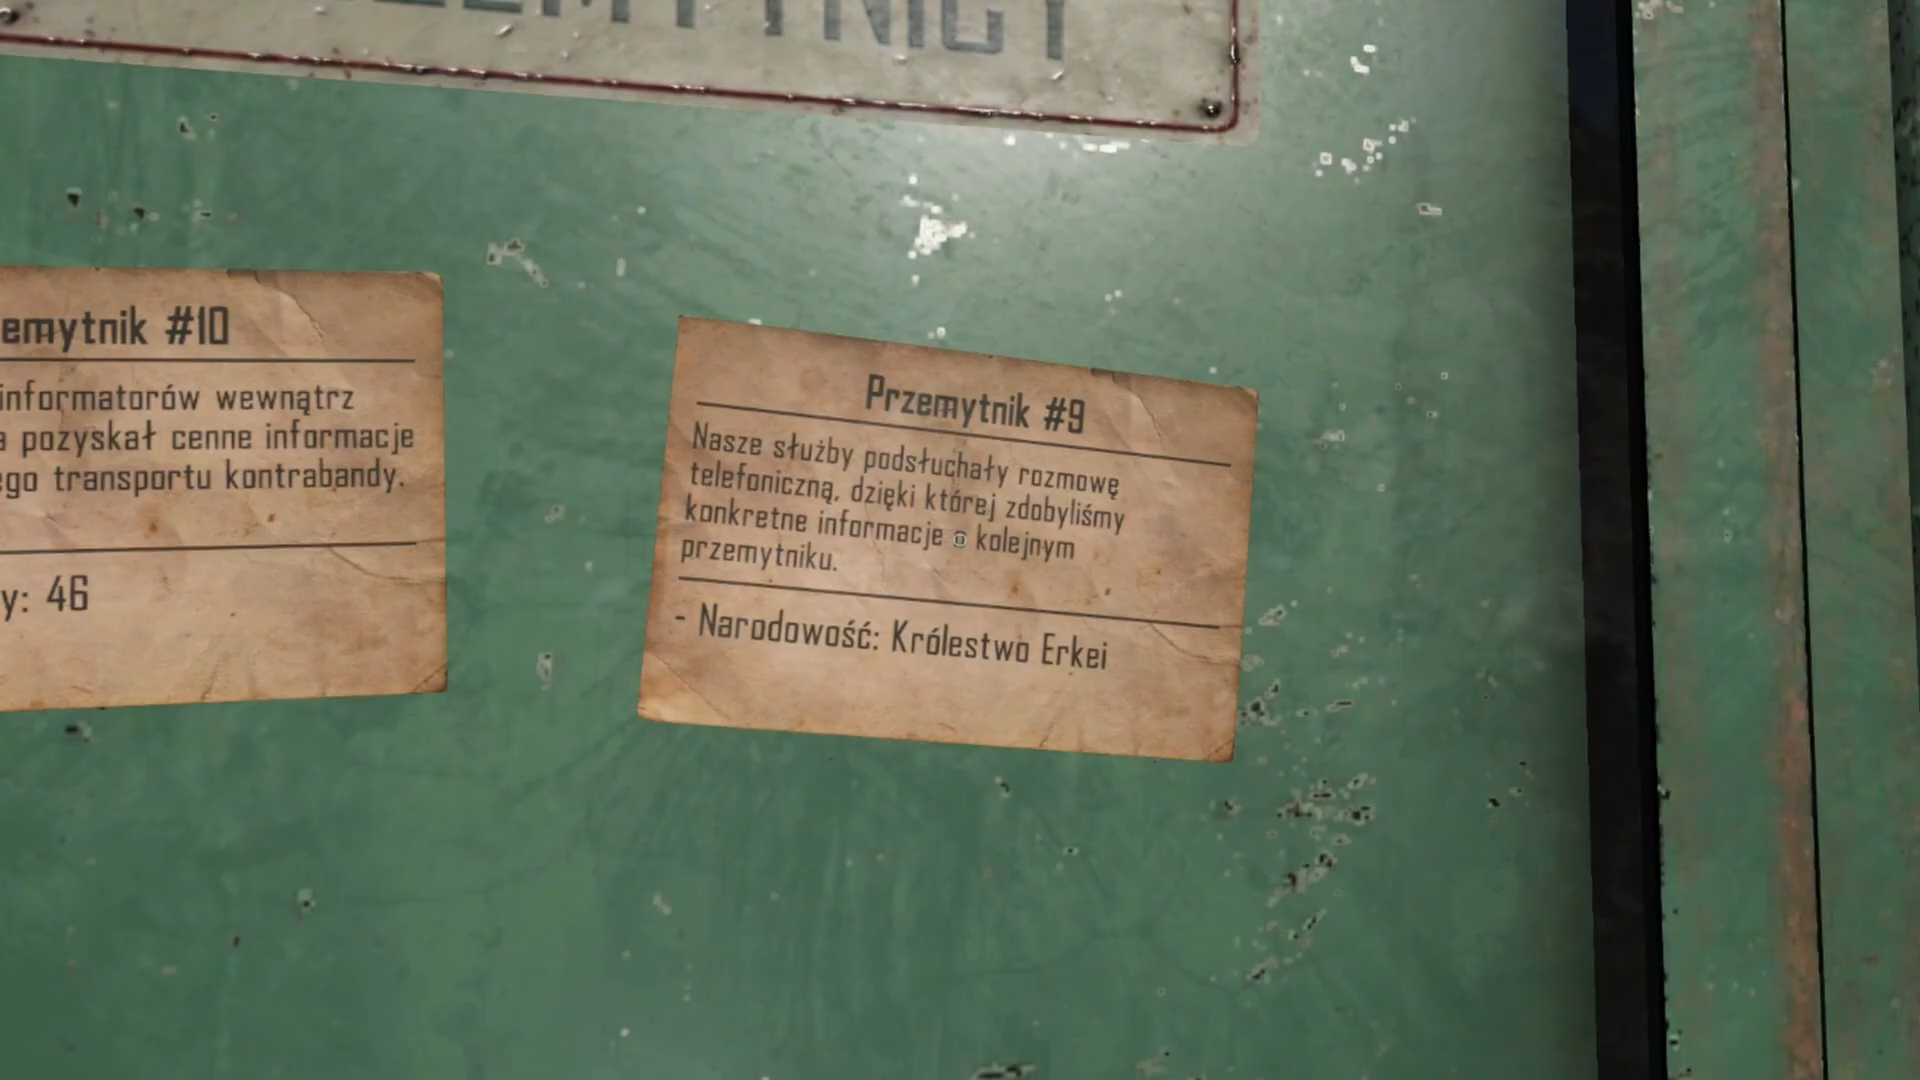 emytnik #10
informatorów wewnątrz
a pozyskał cenne informacje
ego transportu kontrabandy.
y: 46
Przemytnik #9
Nasze służby podsłuchały rozmowę
telefoniczną, dzięki której zdobyliśmy
konkretne informacje o kolejnym
przemytniku.
- Narodowość: Królestwo Erkei